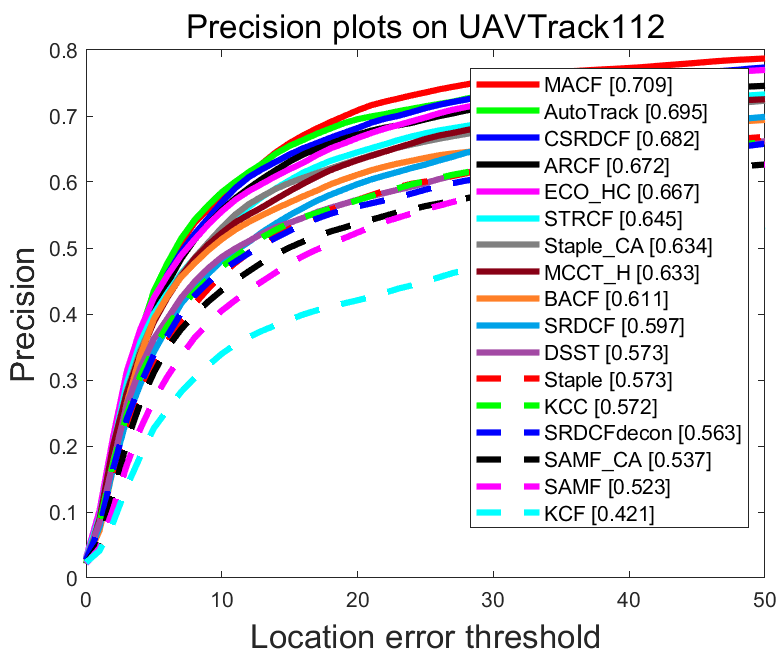 Precision plots on UAVTrack112
0.8
0.7
0.6
0.5
0.4
0.3
0.2
0.1
0
Precision
MACF [0.709]
AutoTrack [0.695]
CSRDCF [0.682]
ARCF [0.672]
ECO_HC [0.667]
STRCF [0.645]
Staple_CA [0.634]
MCCT_H [0.633]
BACF [0.611]
SRDCF [0.597]
DSST [0.573]
Staple [0.573]
KCC [0.572]
SRDCFdecon [0.563]
SAMF_CA [0.537]
SAMF [0.523]
KCF [0.421]
0 10 20 30 40 50
Location error threshold